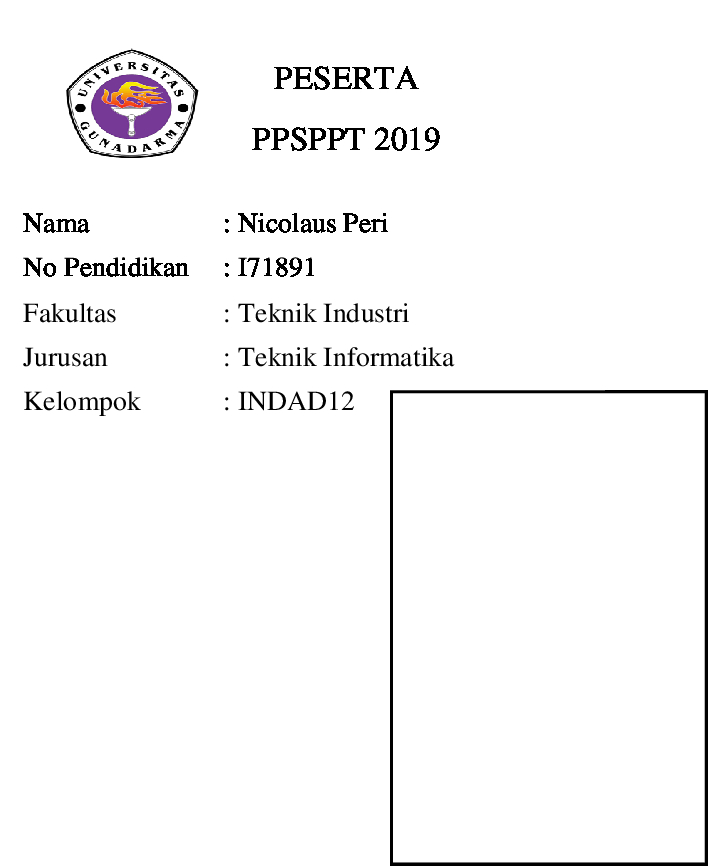 UNIVERSITAS
GUNADARMA
PESERTA
PPSPPT 2019
Nama : Nicolaus Peri
No Pendidikan : I71891
Fakultas : Teknik Industri
Jurusan : Teknik Informatika
Kelompok : INDAD12